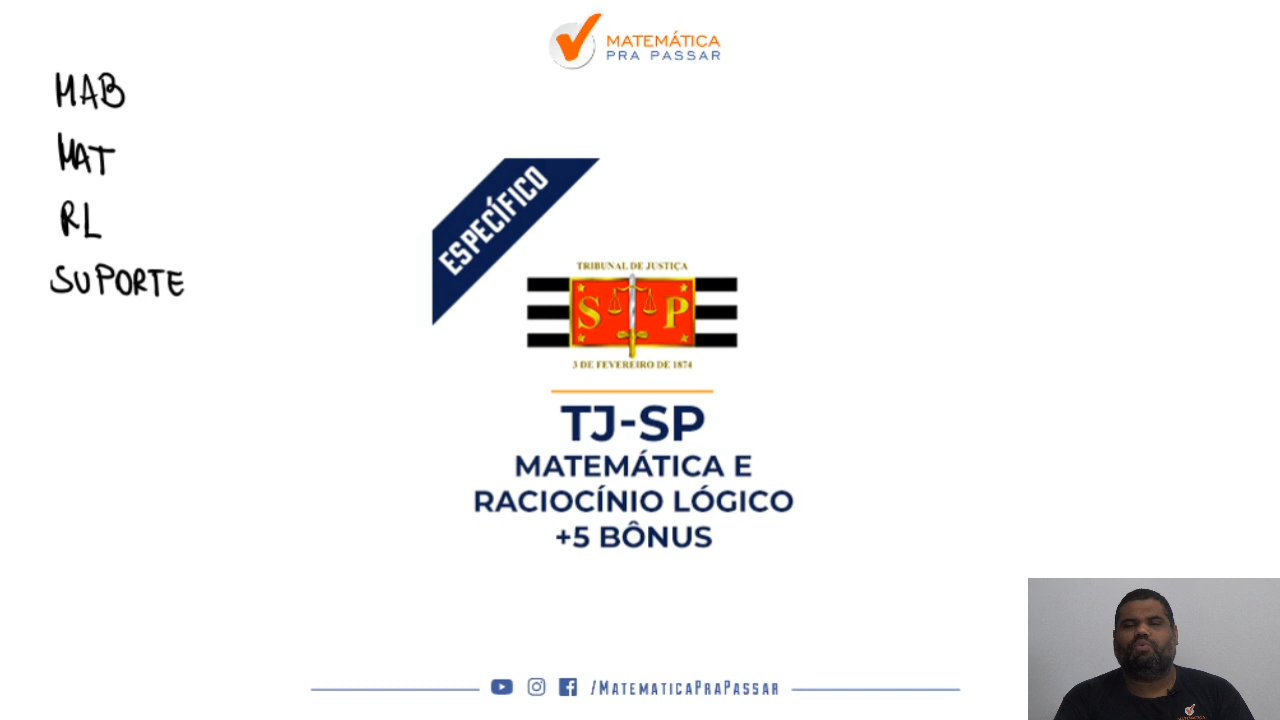 MATEMÁTICA
PRA PASSAR
MAB
MAT
RL
SUPORTE
ESPECÍFICO
TRIBUNAL DE JUSTIÇA
S P
3 DE FEVEREIRO DE 1874
TJ-SP
MATEMÁTICA E
RACIOCÍNIO LÓGICO
+5 BÔNUS
/MATEMATICAPRAPASSAR